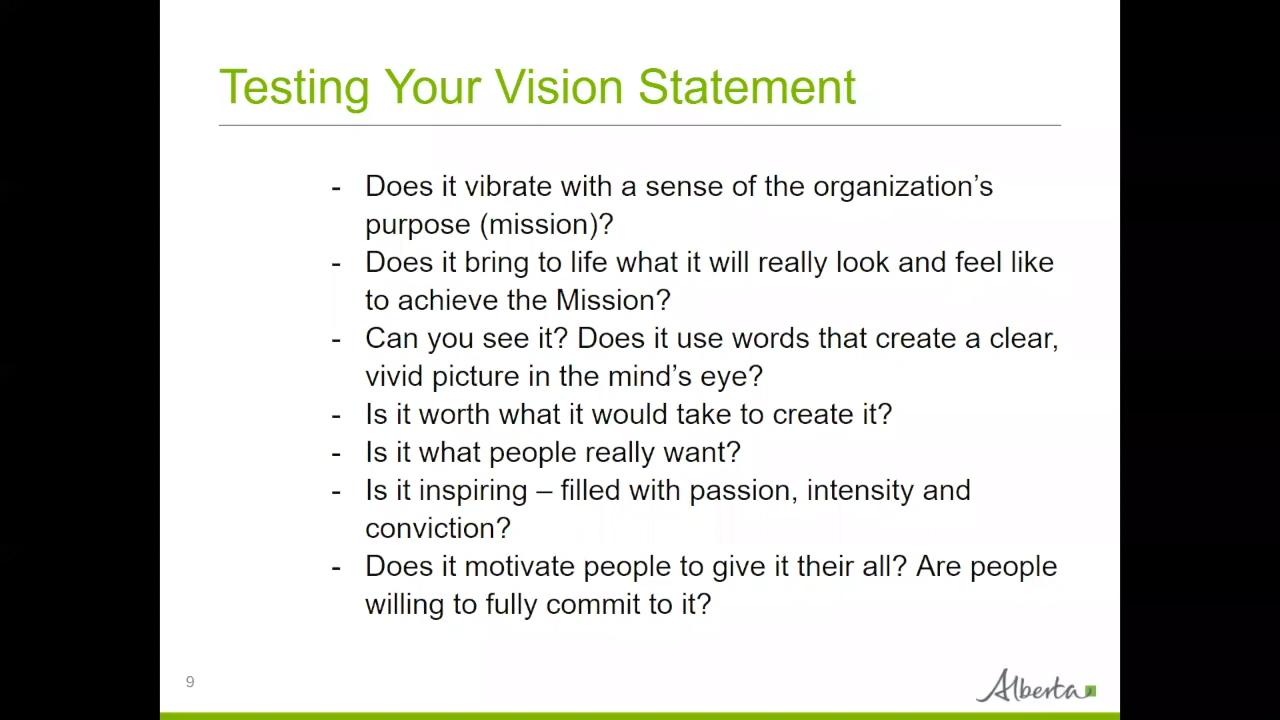 Testing Your Vision Statement
- Does it vibrate with a sense of the organization’s
purpose (mission)?
- Does it bring to life what it will really look and feel like
to achieve the Mission?
- Can you see it? Does it use words that create a clear,
vivid picture in the mind’s eye?
- Is it worth what it would take to create it?
- Is it what people really want?
- Is it inspiring – filled with passion, intensity and
conviction?
- Does it motivate people to give it their all? Are people
willing to fully commit to it?
9
Alberta